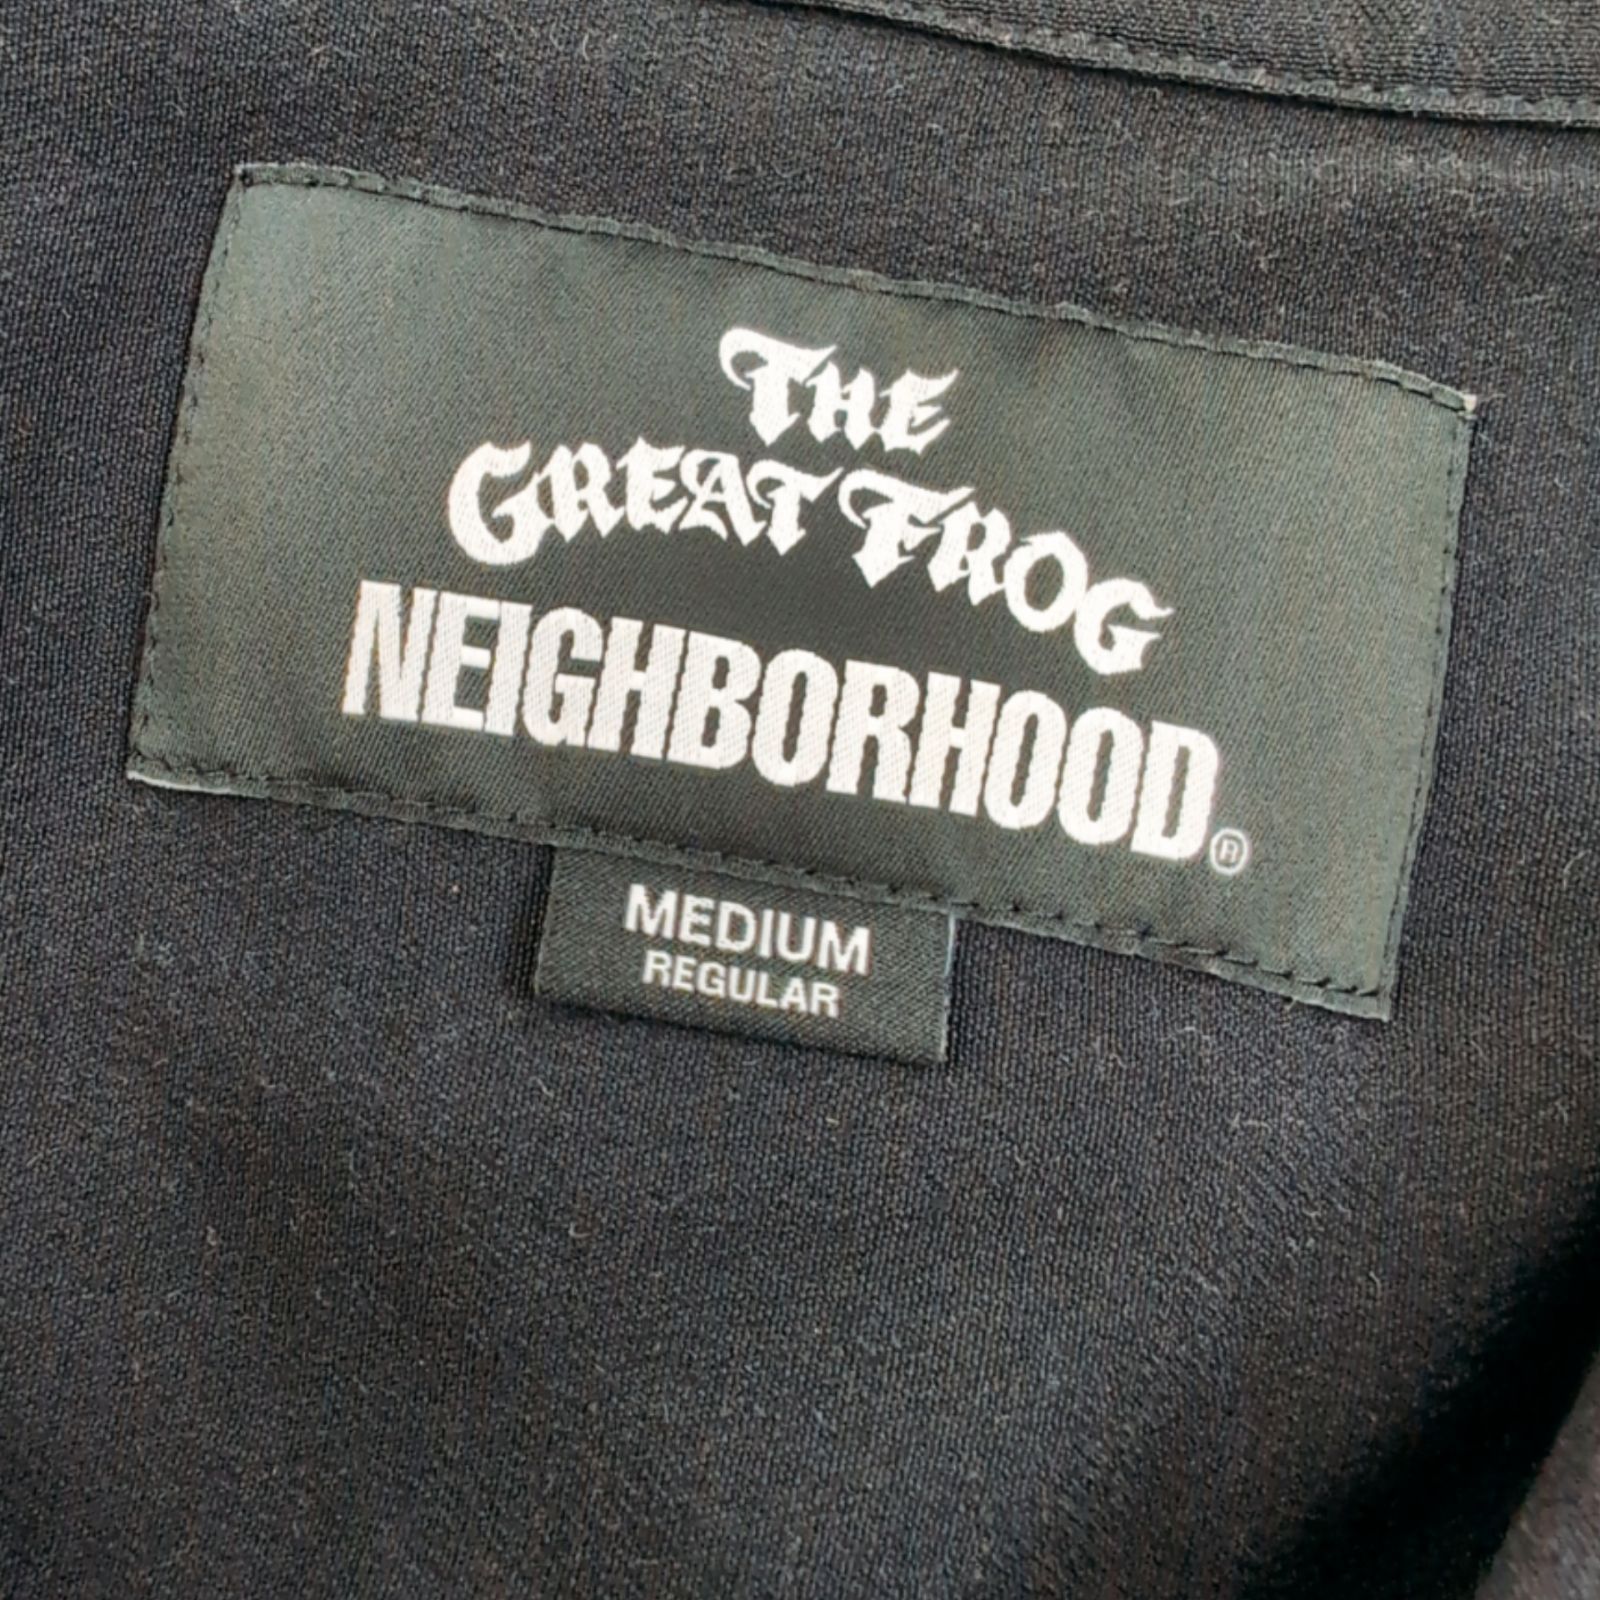 THE
GREAT FROG
NEIGHBORHOOD®
MEDIUM
REGULAR